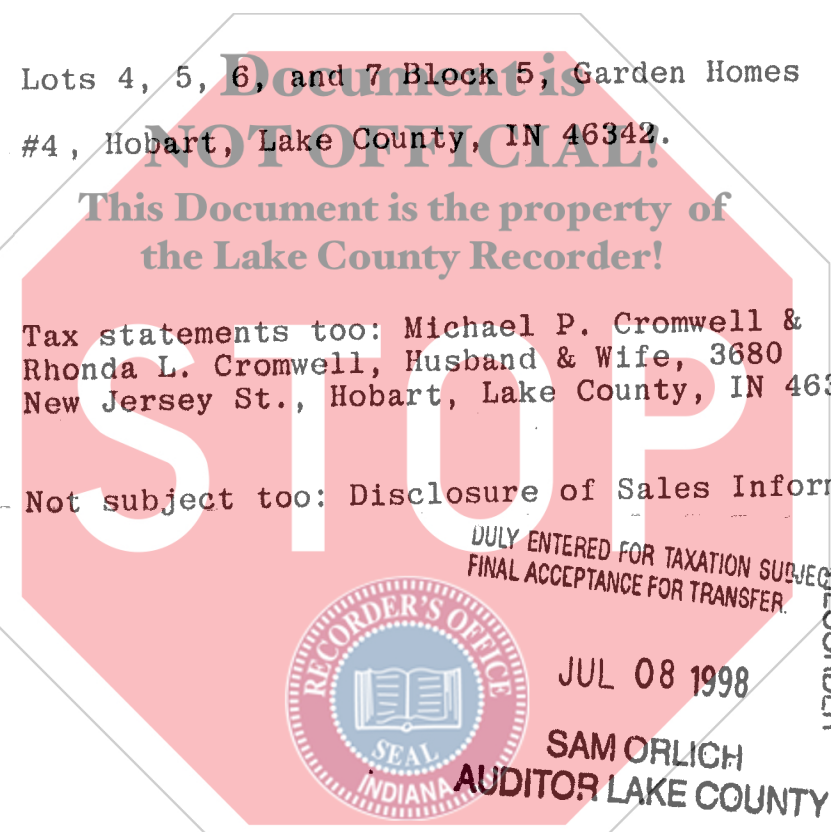 Lots 4, 5, 6, and 7 Block 5, Garden Homes
Document is
#4, Hobart, Lake County, IN 46342.
NOT OFFICIAL!
This Document is the property of
the Lake County Recorder!
STOP
Tax statements too: Michael P. Cromwell &
Rhonda L. Cromwell, Husband & Wife, 3680
New Jersey St., Hobart, Lake County, IN 463
Not subject too: Disclosure of Sales Infor
DULY ENTERED FOR TAXATION SUBJEC
FINAL ACCEPTANCE FOR TRANSFER.
RECORDER'S OFFICE
SEAL
INDIANA
JUL 08 1998
SAM ORLICH
AUDITOR LAKE COUNTY